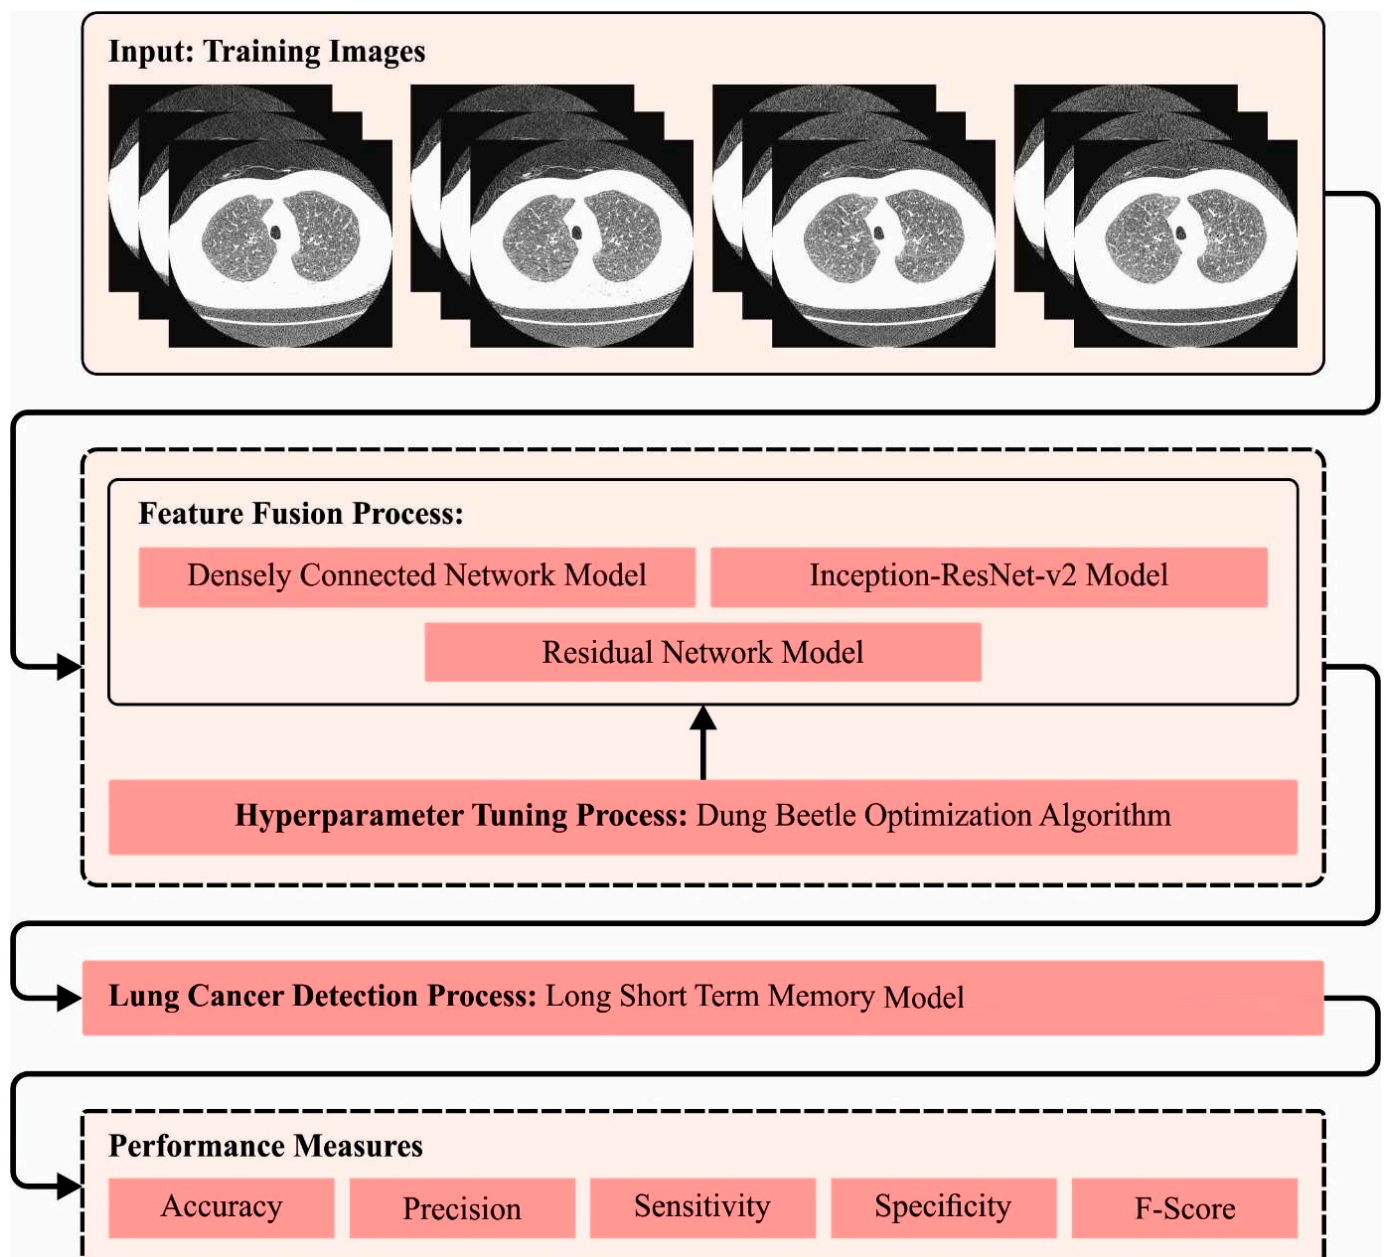 Input: Training Images
Feature Fusion Process:
Densely Connected Network Model
Inception-ResNet-v2 Model
Residual Network Model
Hyperparameter Tuning Process: Dung Beetle Optimization Algorithm
Lung Cancer Detection Process: Long Short Term Memory Model
Performance Measures
Accuracy
Precision
Sensitivity
Specificity
F-Score